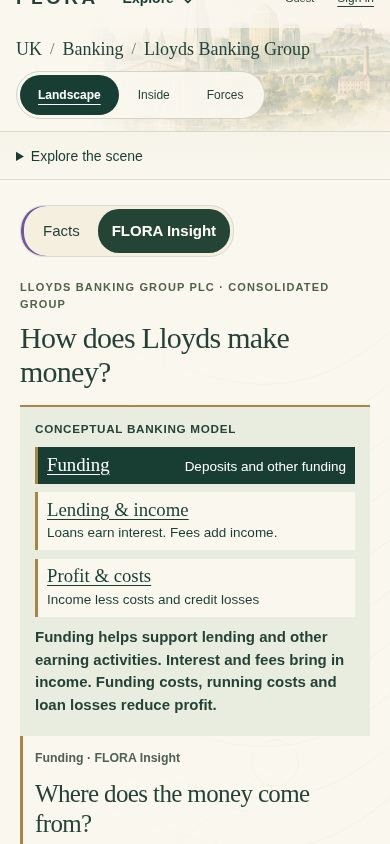 FLORA Explore Guest Sign in
UK / Banking / Lloyds Banking Group
Landscape Inside Forces
▶ Explore the scene
Facts FLORA Insight
LLOYDS BANKING GROUP PLC · CONSOLIDATED
GROUP
How does Lloyds make
money?
CONCEPTUAL BANKING MODEL
Funding Deposits and other funding
Lending & income
Loans earn interest. Fees add income.
Profit & costs
Income less costs and credit losses
Funding helps support lending and other
earning activities. Interest and fees bring in
income. Funding costs, running costs and
loan losses reduce profit.
Funding · FLORA Insight
Where does the money come
from?